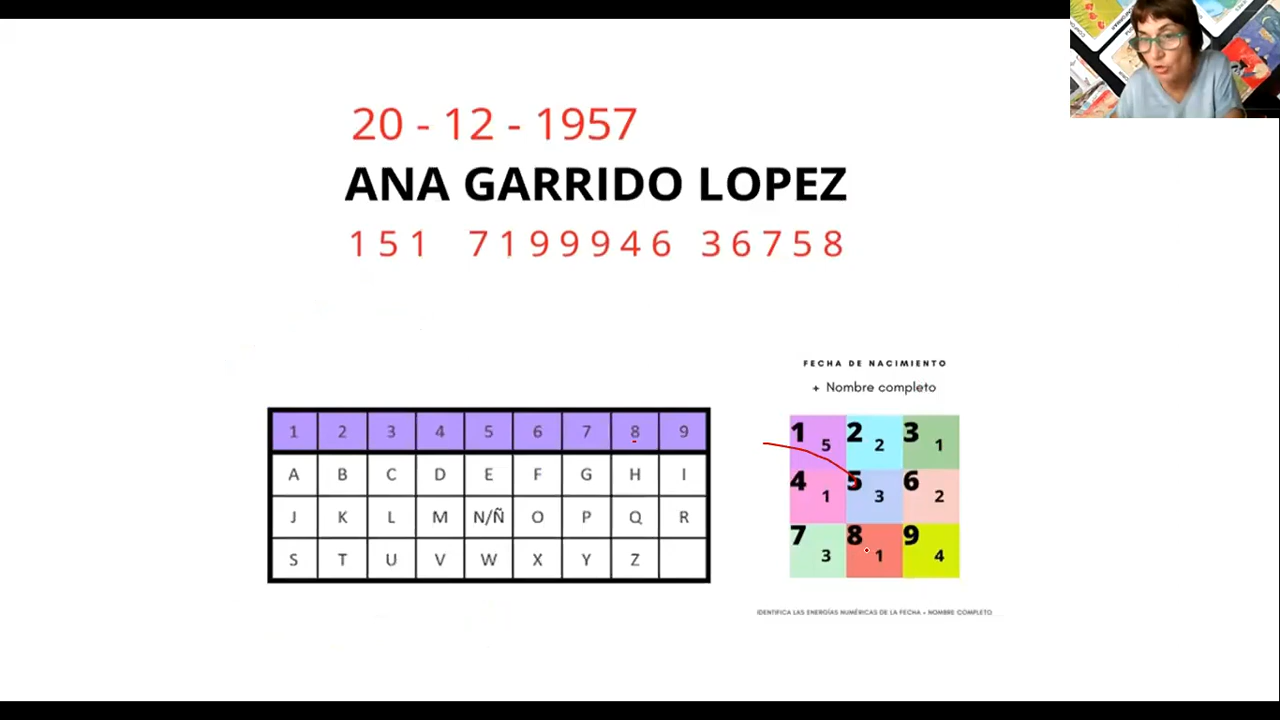 20 - 12 - 1957
ANA GARRIDO LOPEZ
1 5 1 7 1 9 9 9 4 6 3 6 7 5 8
1 2 3 4 5 6 7 8 9
A B C D E F G H I
J K L M N/Ñ O P Q R
S T U V W X Y Z
FECHA DE NACIMIENTO
+ Nombre completo
1 5 2 2 3 1
4 1 5 3 6 2
7 3 8 1 9 4
IDENTIFICA LAS ENERGÍAS NUMÉRICAS DE LA FECHA + NOMBRE COMPLETO